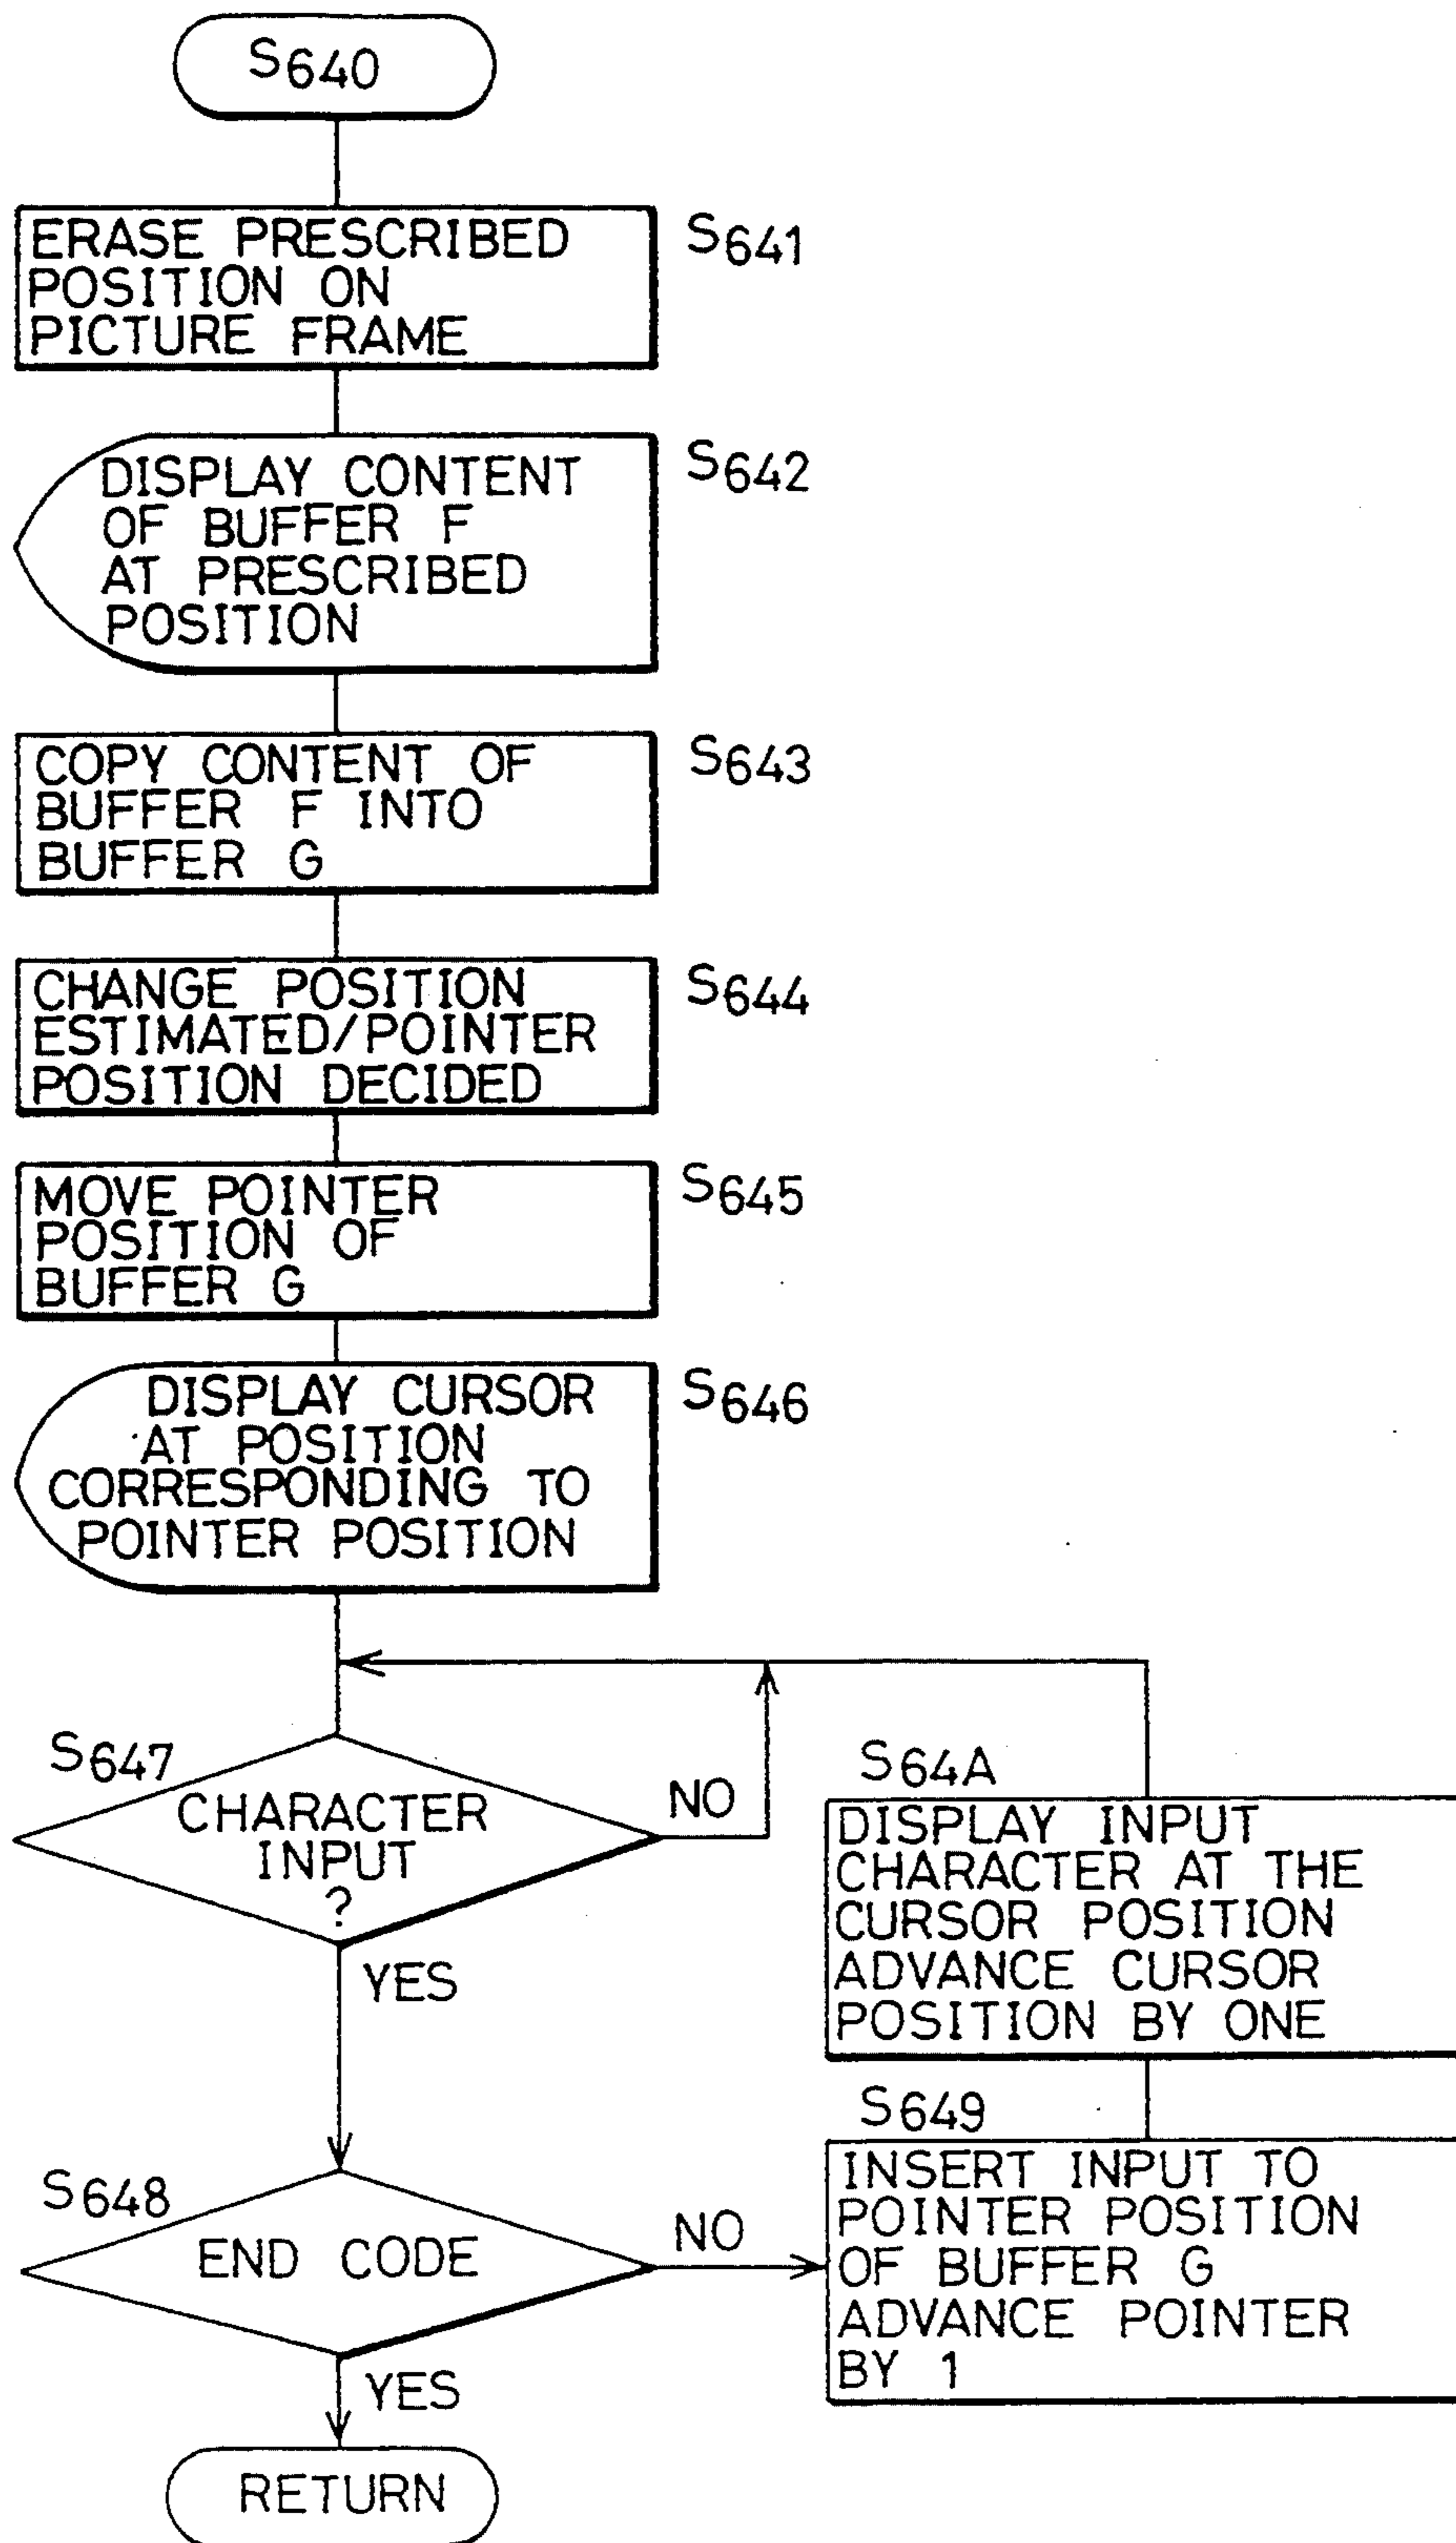 S640
ERASE PRESCRIBED
POSITION ON
PICTURE FRAME
S641
DISPLAY CONTENT
OF BUFFER F
AT PRESCRIBED
POSITION
S642
COPY CONTENT OF
BUFFER F INTO
BUFFER G
S643
CHANGE POSITION
ESTIMATED/POINTER
POSITION DECIDED
S644
MOVE POINTER
POSITION OF
BUFFER G
S645
DISPLAY CURSOR
AT POSITION
CORRESPONDING TO
POINTER POSITION
S646
S647
CHARACTER
INPUT
?
NO
YES
S64A
DISPLAY INPUT
CHARACTER AT THE
CURSOR POSITION
ADVANCE CURSOR
POSITION BY ONE
S648
END CODE
NO
YES
S649
INSERT INPUT TO
POINTER POSITION
OF BUFFER G
ADVANCE POINTER
BY 1
RETURN